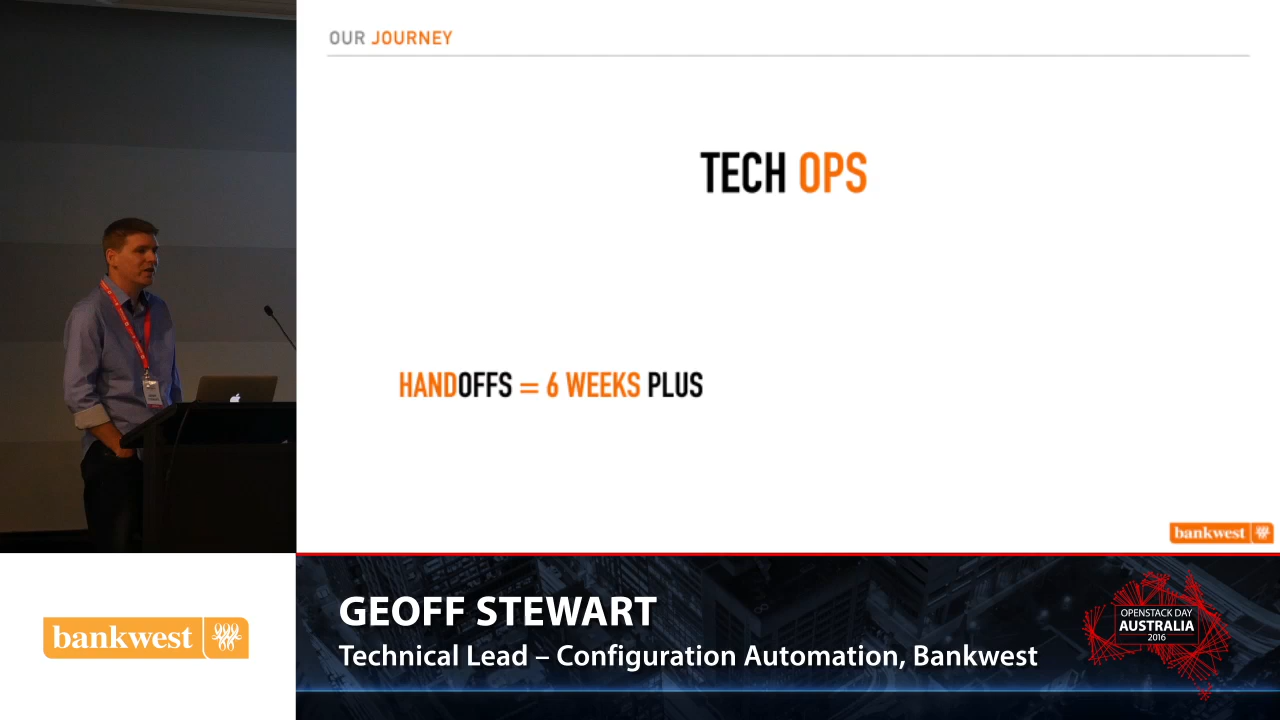 OUR JOURNEY
TECH OPS
HANDOFFS = 6 WEEKS PLUS
bankwest
bankwest
GEOFF STEWART
Technical Lead – Configuration Automation, Bankwest
OPENSTACK DAY
AUSTRALIA
2016